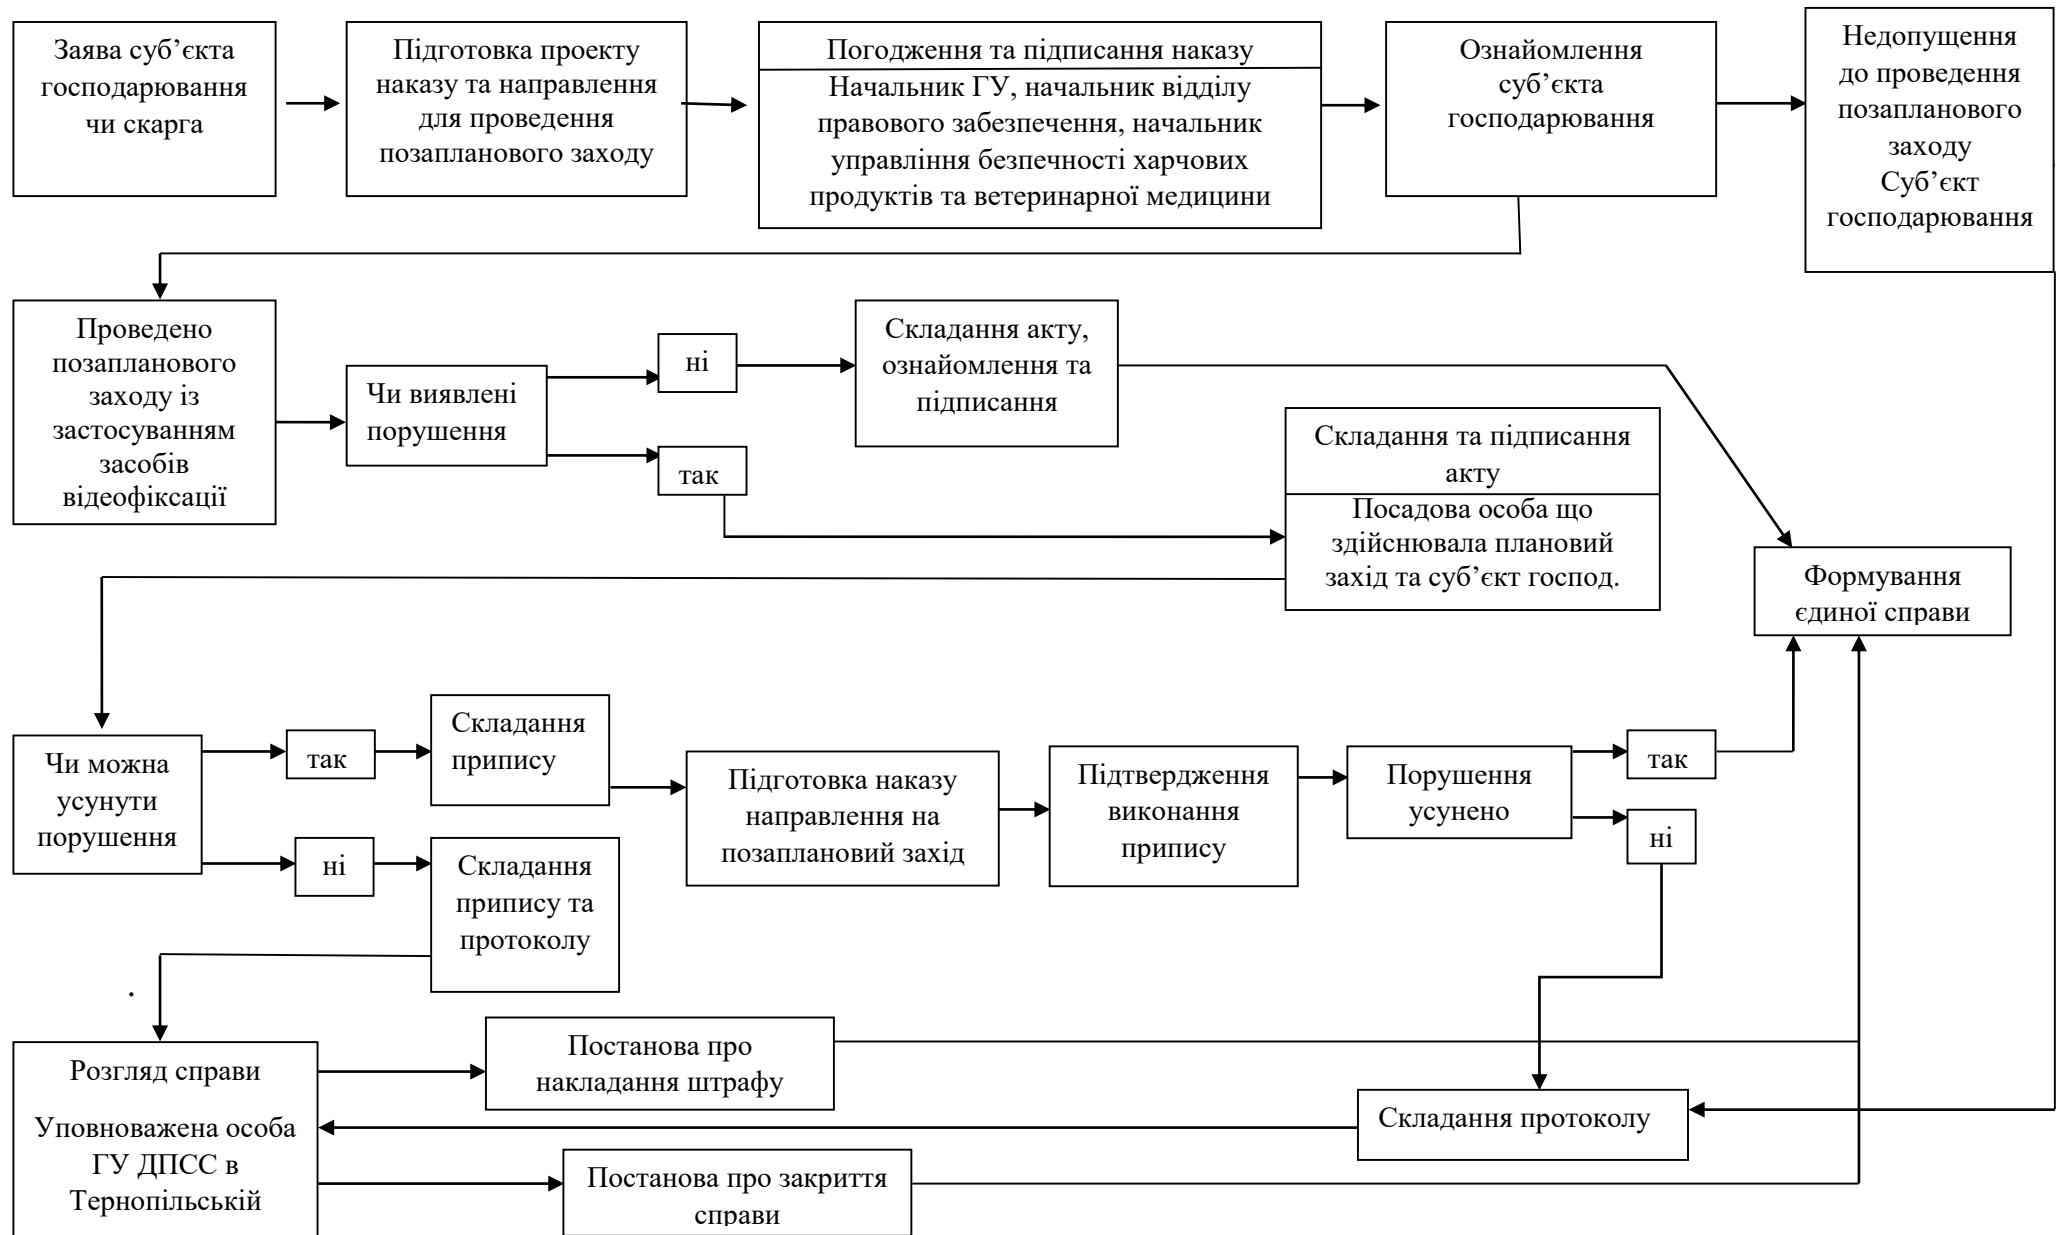 Заява суб’єкта
господарювання
чи скарга
Підготовка проекту
наказу та направлення
для проведення
позапланового заходу
Погодження та підписання наказу
Начальник ГУ, начальник відділу
правового забезпечення, начальник
управління безпечності харчових
продуктів та ветеринарної медицини
Ознайомлення
суб’єкта
господарювання
Недопущення
до проведення
позапланового
заходу
Суб’єкт
господарювання
Проведено
позапланового
заходу із
застосуванням
засобів
відеофіксації
Чи виявлені
порушення
ні
так
Складання акту,
ознайомлення та
підписання
Складання та підписання
акту
Посадова особа що
здійснювала плановий
захід та суб’єкт господ.
Формування
єдиної справи
Чи можна
усунути
порушення
так
ні
Складання
припису
Складання
припису та
протоколу
Підготовка наказу
направлення на
позаплановий захід
Підтвердження
виконання
припису
Порушення
усунено
так
ні
.
Розгляд справи
Уповноважена особа
ГУ ДПСС в
Тернопільській
Постанова про
накладання штрафу
Постанова про закриття
справи
Складання протоколу